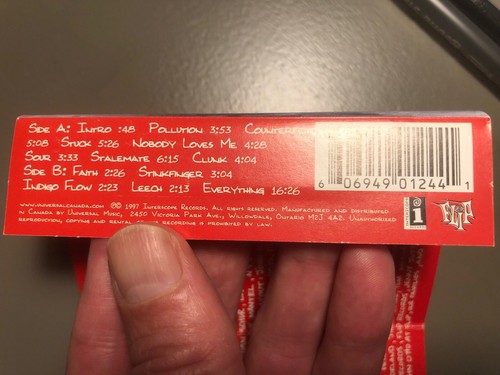 Side A: Intro :48 Pollution 3:53
5:08 Stuck 5:26 Nobody Loves Me 4:28
Sour 3:33 Stalemate 6:15 Clunk 4:04
Side B: Faith 2:26 Stinkfinger 3:04
Indigo Flow 2:23 Leech 2:13 Everything 16:26
6 06949 01244 1
www.universalcanada.com ℗© 1997 Interscope Records. All rights reserved. Manufactured and distributed
in Canada by Universal Music, 2450 Victoria Park Ave., Willowdale, Ontario M2J 4A2. Unauthorized
reproduction, copying and rental of this recording is prohibited by law.
i
FLIP